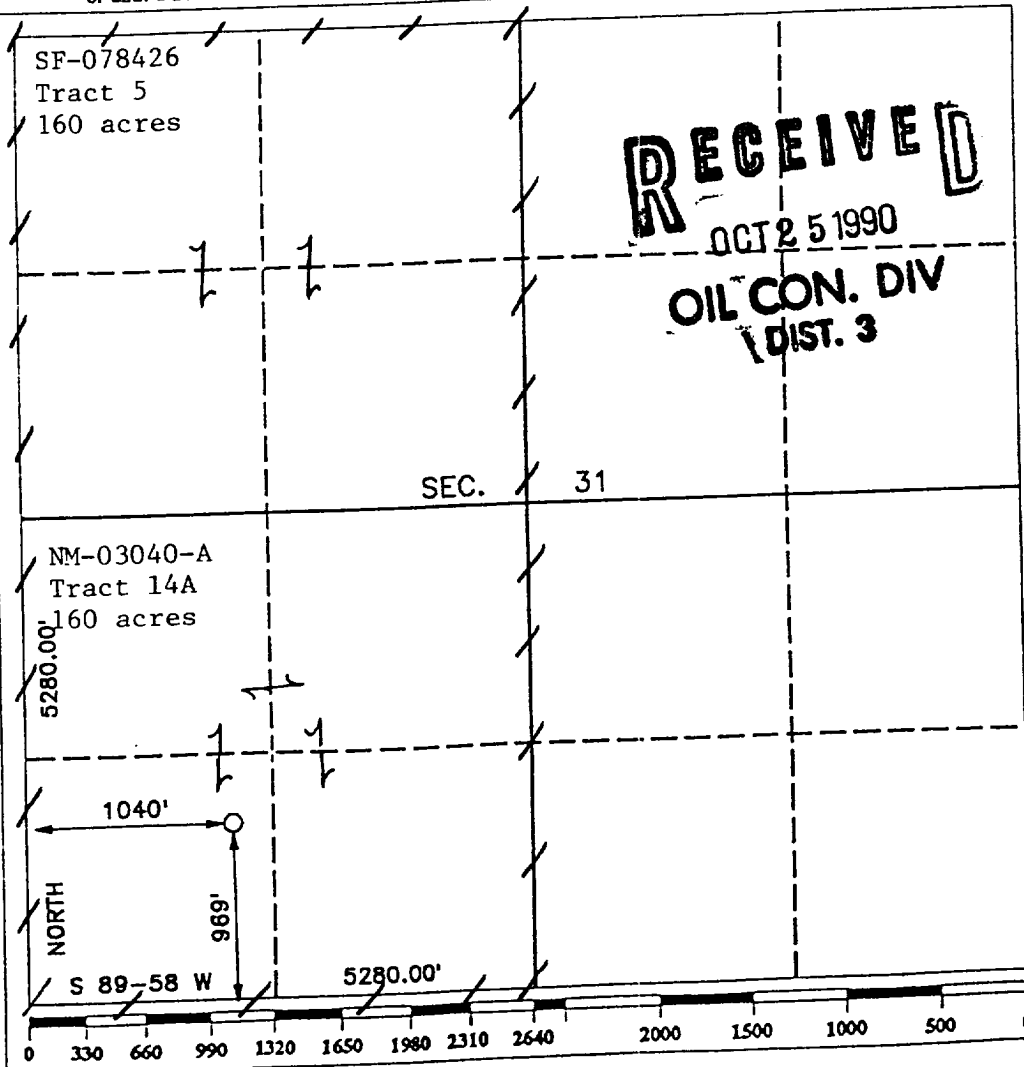 SF-078426
Tract 5
160 acres
RECEIVED
OCT 25 1990
OIL CON. DIV
DIST. 3
SEC. 31
NM-03040-A
Tract 14A
160 acres
5280.00'
1040'
969'
NORTH
S 89-58 W
5280.00'
0 330 660 990 1320 1650 1980 2310 2640 2000 1500 1000 500